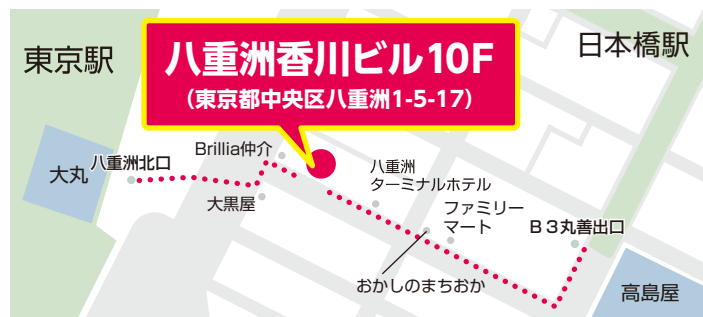 東京駅
八重洲香川ビル10F
（東京都中央区八重洲1-5-17）
日本橋駅
大丸
八重洲北口
Brillia仲介
大黒屋
八重洲
ターミナルホテル
ファミリー
マート
B3丸善出口
おかしのまちおか
高島屋